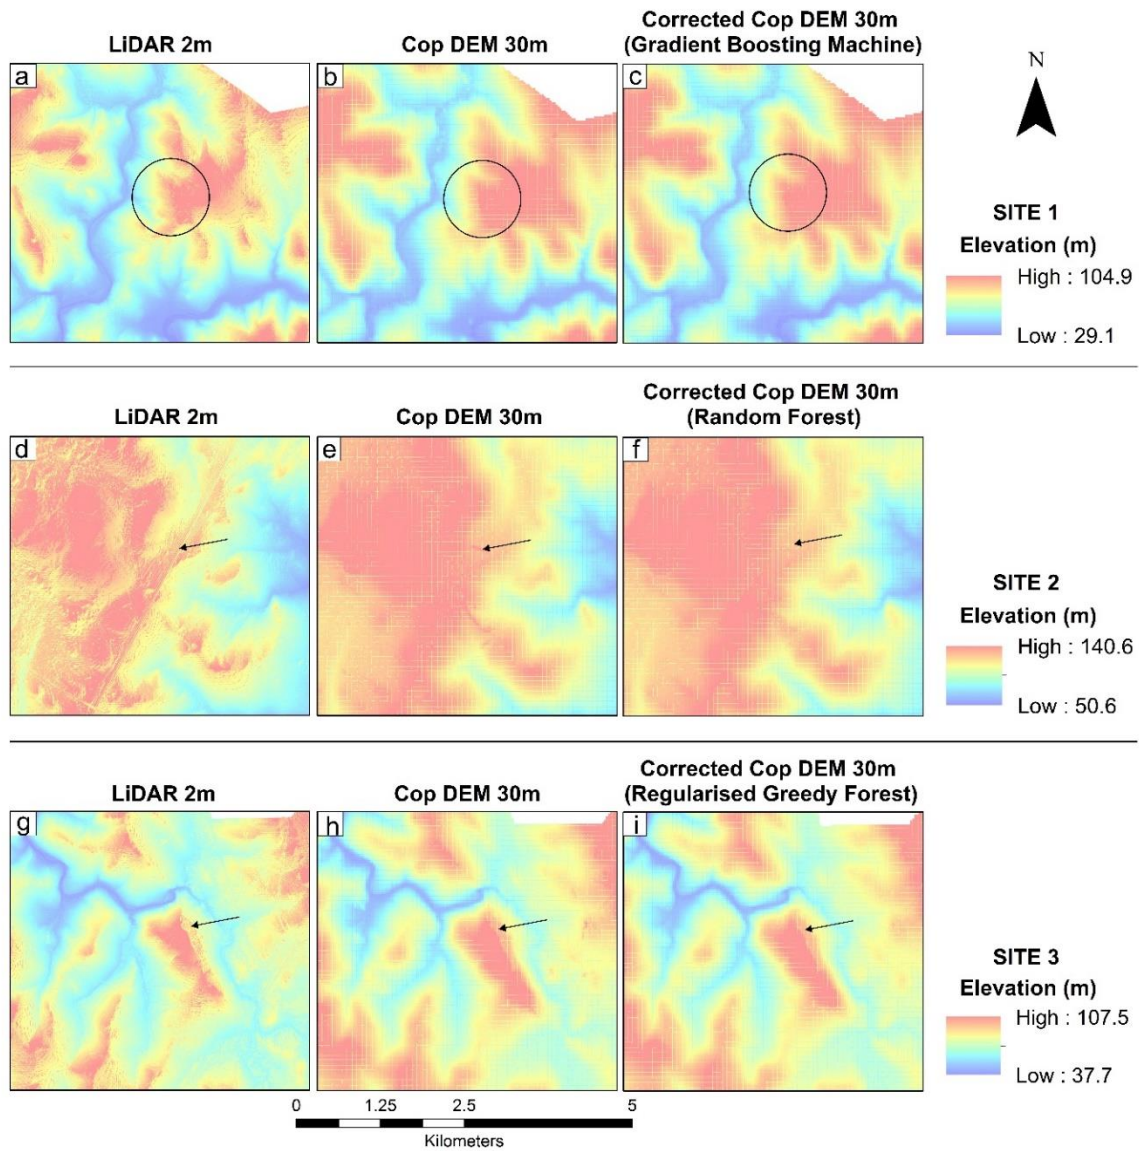 LiDAR 2m
Cop DEM 30m
Corrected Cop DEM 30m
(Gradient Boosting Machine)
a
b
c
N
SITE 1
Elevation (m)
High : 104.9
Low : 29.1
LiDAR 2m
Cop DEM 30m
Corrected Cop DEM 30m
(Random Forest)
d
e
f
SITE 2
Elevation (m)
High : 140.6
Low : 50.6
LiDAR 2m
Cop DEM 30m
Corrected Cop DEM 30m
(Regularised Greedy Forest)
g
h
i
SITE 3
Elevation (m)
High : 107.5
Low : 37.7
0 1.25 2.5 5
Kilometers